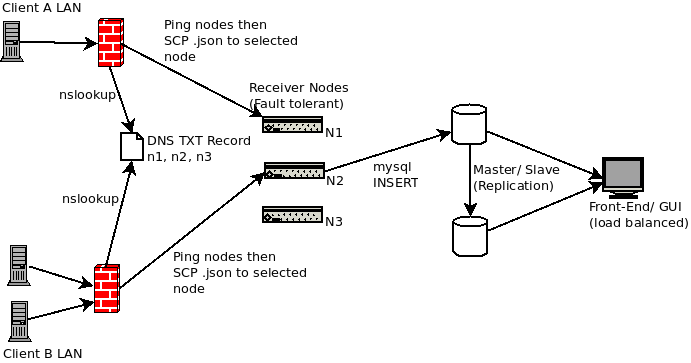 Client A LAN
Ping nodes then
SCP .json to selected
node
nslookup
Receiver Nodes
(Fault tolerant)
N1
DNS TXT Record
n1, n2, n3
N2
mysql
INSERT
Master/ Slave
(Replication)
Front-End/ GUI
(load balanced)
nslookup
N3
Ping nodes then
SCP .json to selected
node
Client B LAN